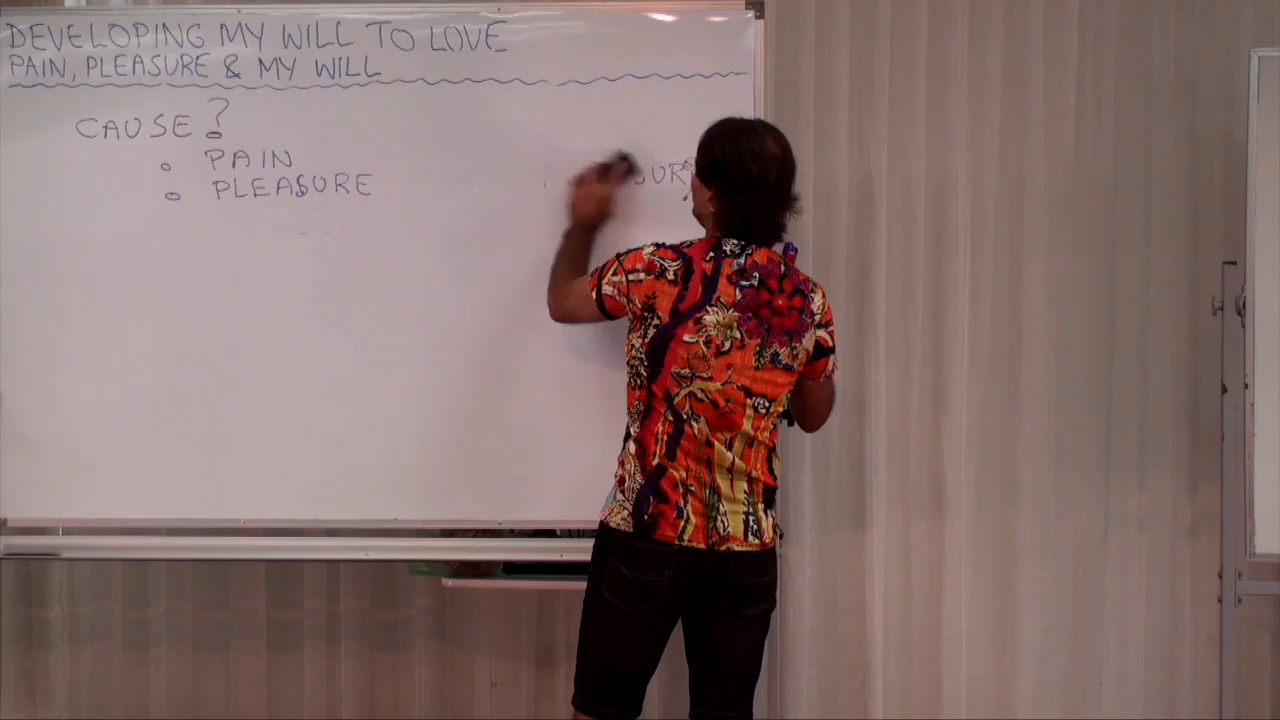 DEVELOPING MY WILL TO LOVE
PAIN, PLEASURE & MY WILL
CAUSE?
• PAIN
• PLEASURE